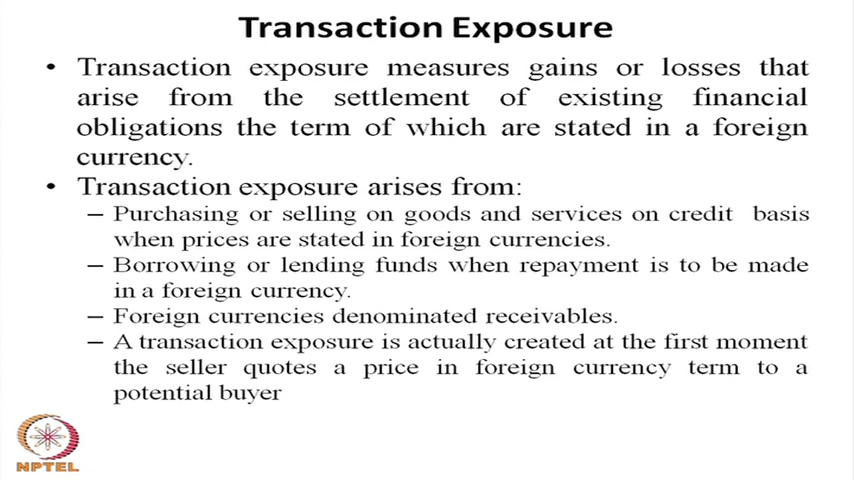 Transaction Exposure
• Transaction exposure measures gains or losses that
arise from the settlement of existing financial
obligations the term of which are stated in a foreign
currency.
• Transaction exposure arises from:
– Purchasing or selling on goods and services on credit basis
when prices are stated in foreign currencies.
– Borrowing or lending funds when repayment is to be made
in a foreign currency.
– Foreign currencies denominated receivables.
– A transaction exposure is actually created at the first moment
the seller quotes a price in foreign currency term to a
potential buyer
NPTEL